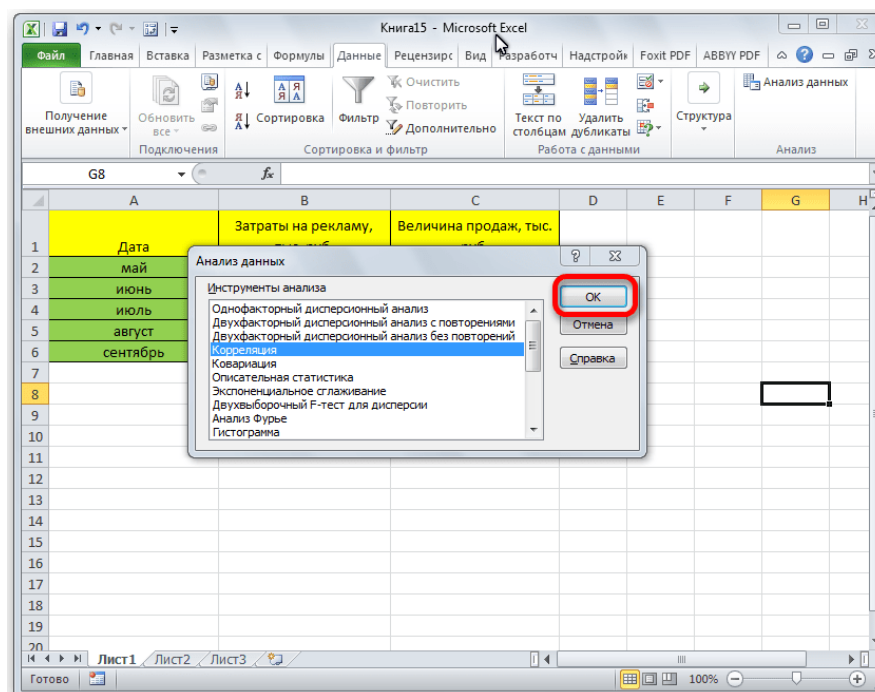 Книга15 - Microsoft Excel
Файл Главная Вставка Разметка с Формулы Данные Рецензирс Вид Разработч Надстройк Foxit PDF ABBYY PDF
Получение внешних данных
Обновить все
Подключения
Сортировка
Фильтр
Очистить
Повторить
Дополнительно
Сортировка и фильтр
Текст по столбцам
Удалить дубликаты
Работа с данными
Структура
Анализ данных
Анализ
G8 fx
A B C D E F G H
1 Дата Затраты на рекламу, Величина продаж, тыс.
2 май
3 июнь
4 июль
5 август
6 сентябрь
7
8
9
10
11
12
13
14
15
16
17
18
19
20
Анализ данных
Инструменты анализа
Однофакторный дисперсионный анализ
Двухфакторный дисперсионный анализ с повторениями
Двухфакторный дисперсионный анализ без повторений
Корреляция
Ковариация
Описательная статистика
Экспоненциальное сглаживание
Двухвыборочный F-тест для дисперсии
Анализ Фурье
Гистограмма
ОК
Отмена
Справка
Лист1 Лист2 Лист3
Готово 100%